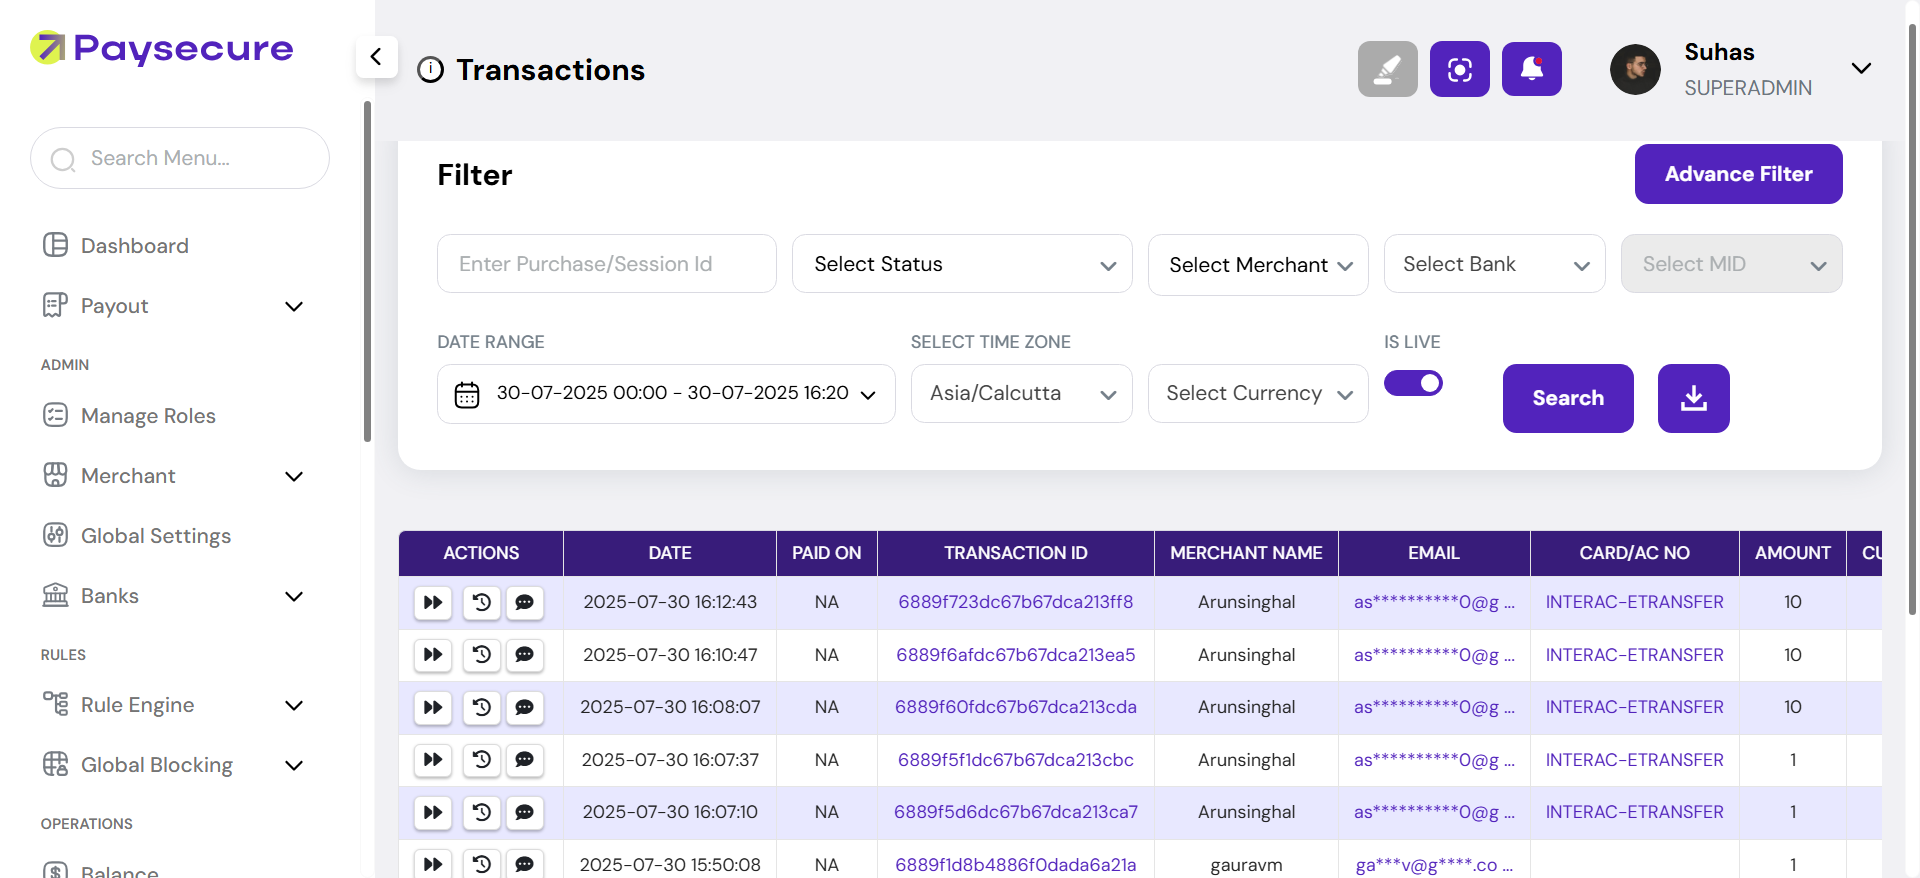 Paysecure
Transactions
Suhas
SUPERADMIN
Search Menu...
Dashboard
Payout
ADMIN
Manage Roles
Merchant
Global Settings
Banks
RULES
Rule Engine
Global Blocking
OPERATIONS
Balance
Filter
Advance Filter
Enter Purchase/Session Id
Select Status
Select Merchant
Select Bank
Select MID
DATE RANGE
SELECT TIME ZONE
IS LIVE
30-07-2025 00:00 - 30-07-2025 16:20
Asia/Calcutta
Select Currency
Search
ACTIONS DATE PAID ON TRANSACTION ID MERCHANT NAME EMAIL CARD/AC NO AMOUNT
2025-07-30 16:12:43 NA 6889f723dc67b67dca213ff8 Arunsinghal as**********0@g ... INTERAC-ETRANSFER 10
2025-07-30 16:10:47 NA 6889f6afdc67b67dca213ea5 Arunsinghal as**********0@g ... INTERAC-ETRANSFER 10
2025-07-30 16:08:07 NA 6889f60fdc67b67dca213cda Arunsinghal as**********0@g ... INTERAC-ETRANSFER 10
2025-07-30 16:07:37 NA 6889f5f1dc67b67dca213cbc Arunsinghal as**********0@g ... INTERAC-ETRANSFER 1
2025-07-30 16:07:10 NA 6889f5d6dc67b67dca213ca7 Arunsinghal as**********0@g ... INTERAC-ETRANSFER 1
2025-07-30 15:50:08 NA 6889f1d8b4886f0dada6a21a gauravm ga***v@g****.co ... 1